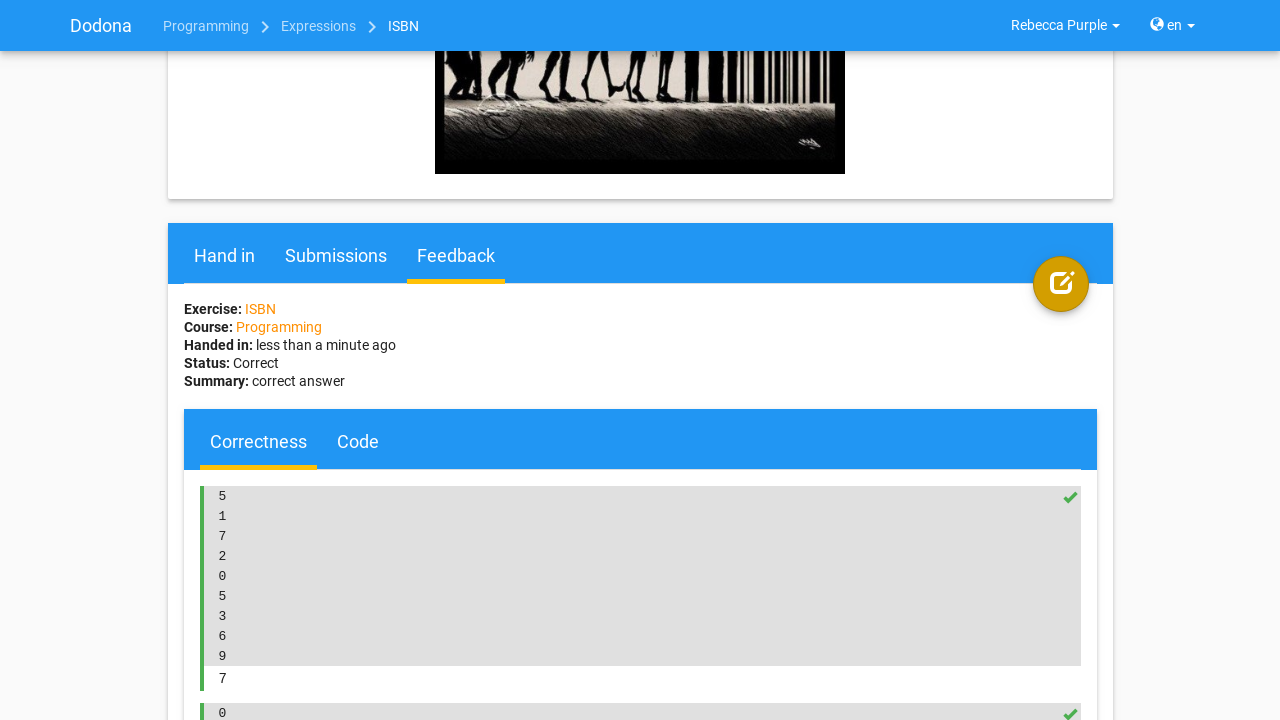 Dodona Programming Expressions ISBN Rebecca Purple en
Hand in Submissions Feedback
Exercise: ISBN
Course: Programming
Handed in: less than a minute ago
Status: Correct
Summary: correct answer
Correctness Code
5
1
7
2
0
5
3
6
9
7
0